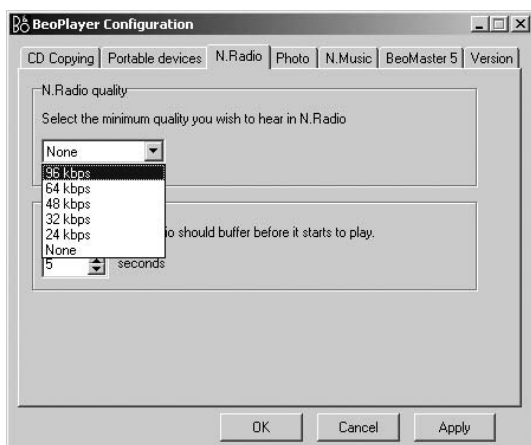 BeoPlayer Configuration
CD Copying Portable devices N.Radio Photo N.Music BeoMaster 5 Version
N.Radio quality
Select the minimum quality you wish to hear in N.Radio
None
96 kbps
64 kbps
48 kbps
32 kbps
24 kbps
None
should buffer before it starts to play.
5 seconds
OK Cancel Apply